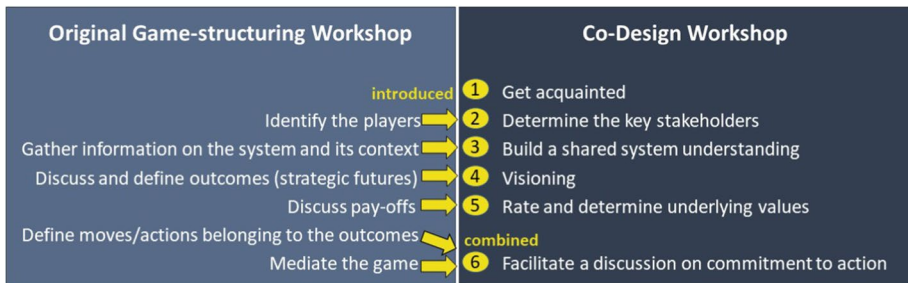 Original Game-structuring Workshop
Co-Design Workshop
introduced
1 Get acquainted
Identify the players
2 Determine the key stakeholders
Gather information on the system and its context
3 Build a shared system understanding
Discuss and define outcomes (strategic futures)
4 Visioning
Discuss pay-offs
5 Rate and determine underlying values
Define moves/actions belonging to the outcomes
combined
Mediate the game
6 Facilitate a discussion on commitment to action